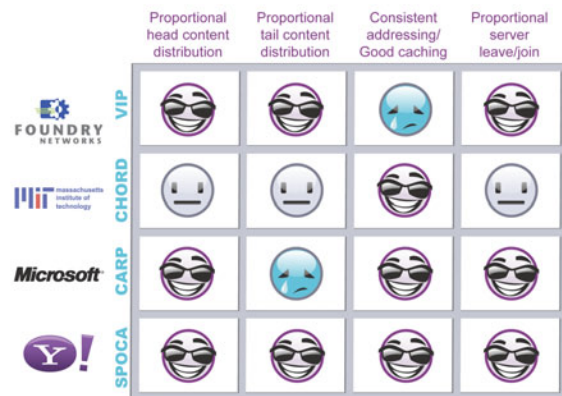 Proportional head content distribution
Proportional tail content distribution
Consistent addressing/ Good caching
Proportional server leave/join
FOUNDRY
NETWORKS
VIP
MIT
massachusetts
institute of
technology
CHORD
Microsoft
CARP
Y!
SPOCA